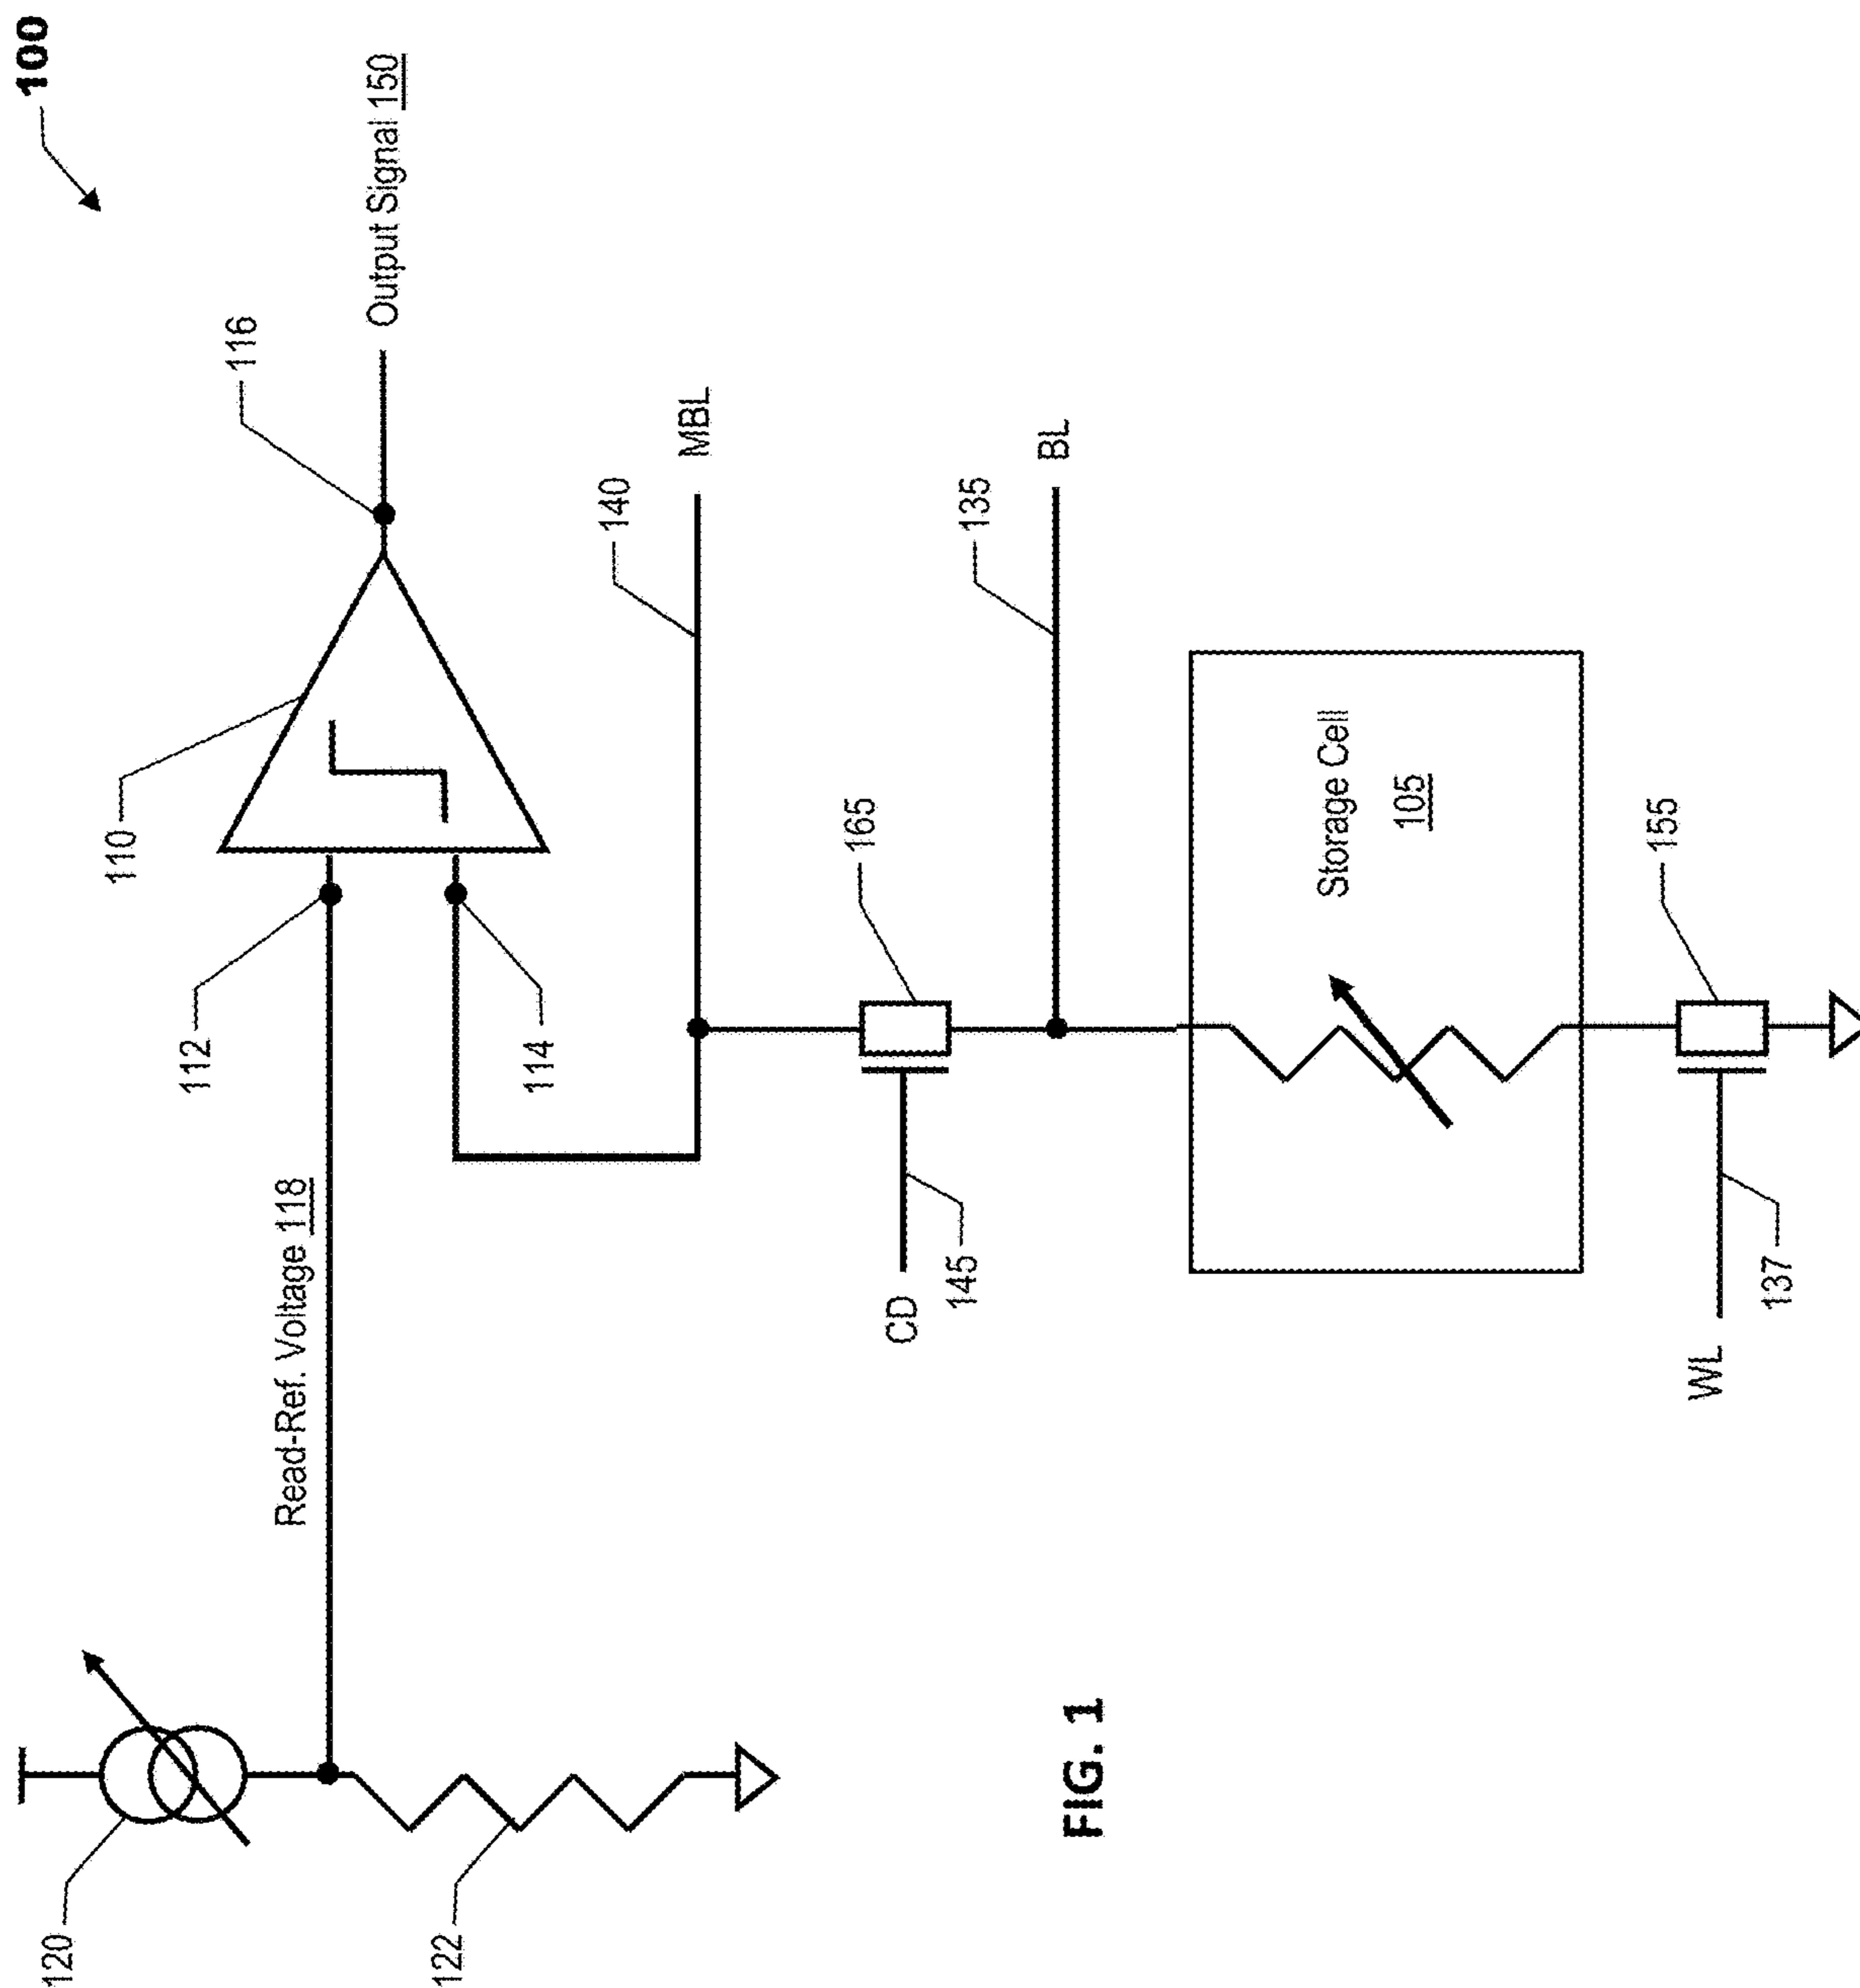 100
120
Read-Ref. Voltage 118
112
110
116
Output Signal 150
122
114
140
MBL
CD
145
165
135
BL
Storage Cell
105
WL
137
155
FIG. 1